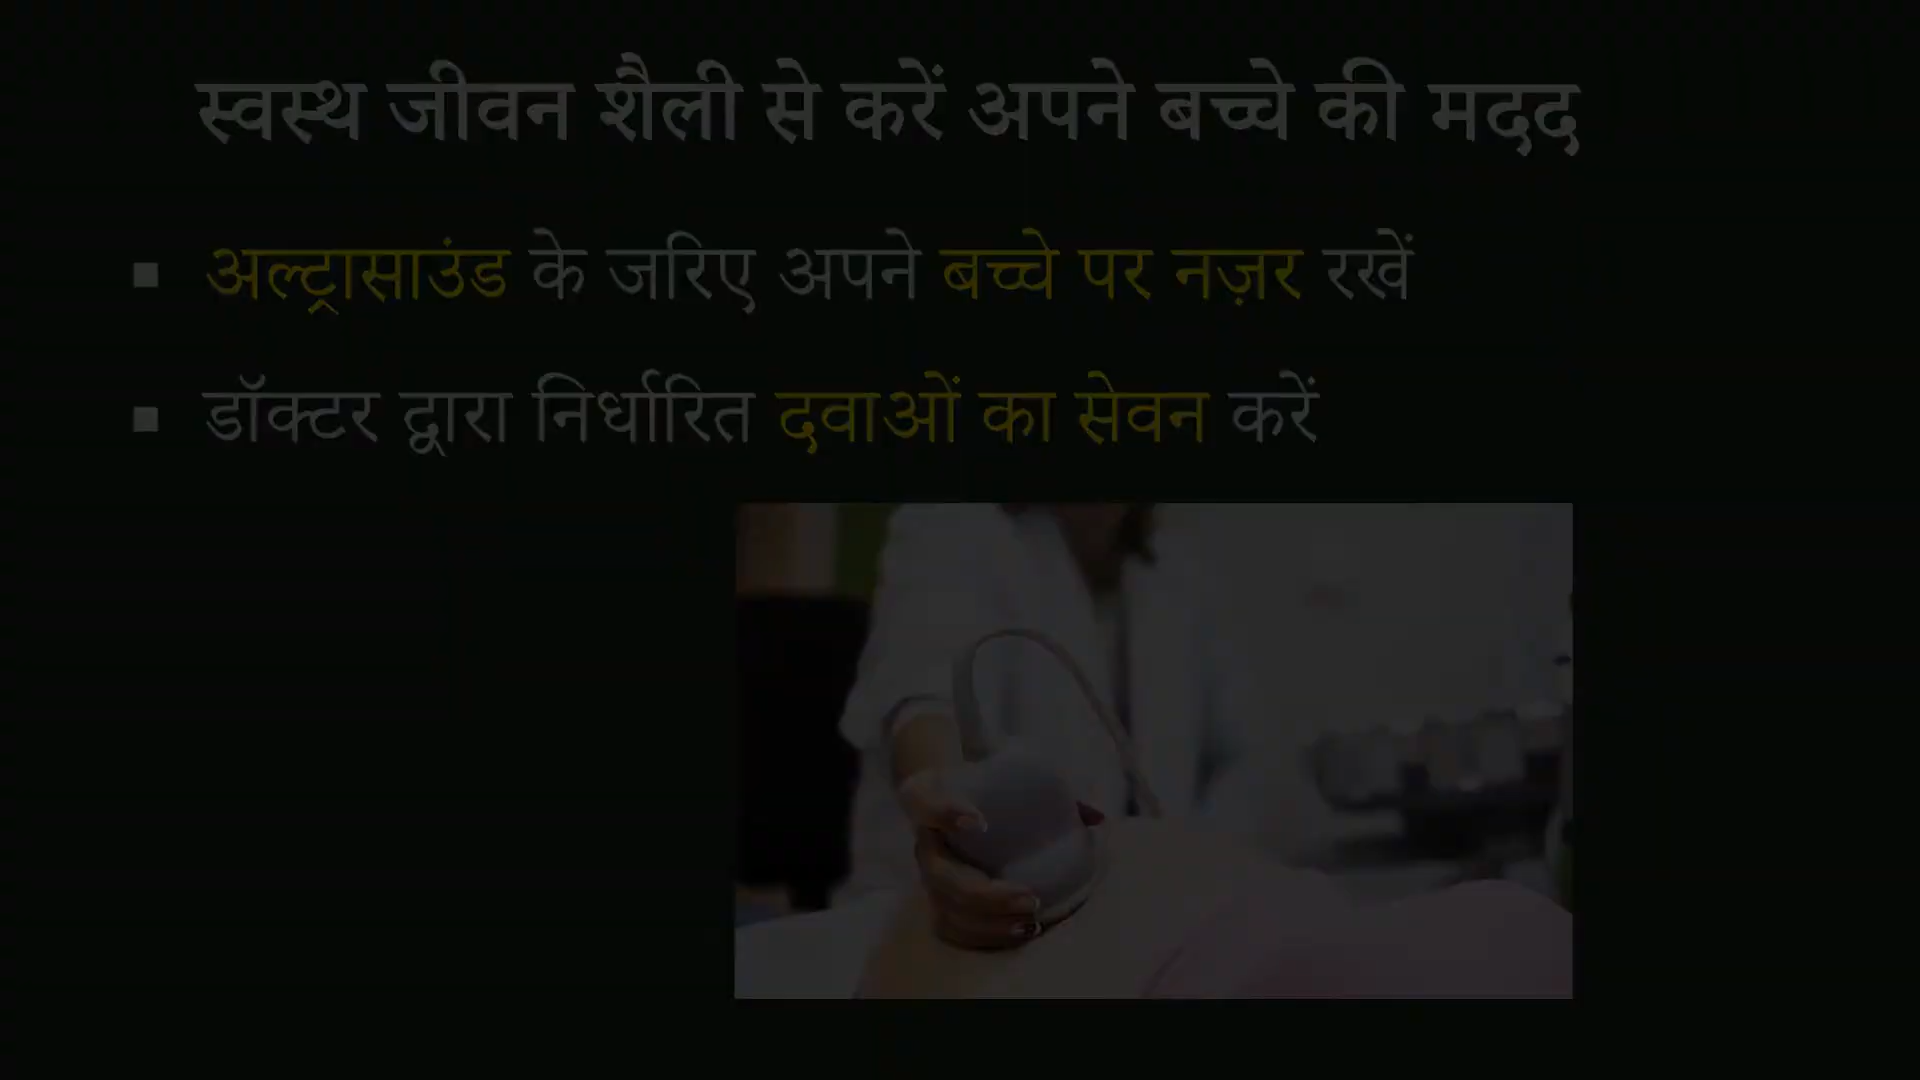 स्वस्थ जीवन शैली से करें अपने बच्चे की मदद
▪ अल्ट्रासाउंड के जरिए अपने बच्चे पर नज़र रखें
▪ डॉक्टर द्वारा निर्धारित दवाओं का सेवन करें